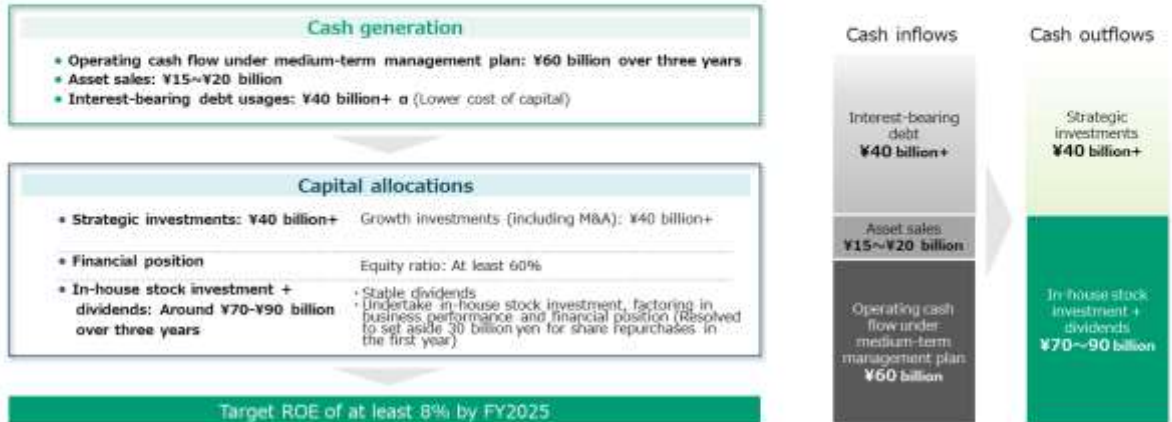 Cash generation
• Operating cash flow under medium-term management plan: ¥60 billion over three years
• Asset sales: ¥15~¥20 billion
• Interest-bearing debt usages: ¥40 billion+ α (Lower cost of capital)
Capital allocations
• Strategic investments: ¥40 billion+ Growth investments (including M&A): ¥40 billion+
• Financial position Equity ratio: At least 60%
• In-house stock investment +
dividends: Around ¥70-¥90 billion
over three years
・Stable dividends
・Undertake in-house stock investment, factoring in
business performance and financial position (Resolved
to set aside 30 billion yen for share repurchases in
the first year)
Target ROE of at least 8% by FY2025
Cash inflows
Interest-bearing
debt
¥40 billion+
Asset sales
¥15~¥20 billion
Operating cash
flow under
medium-term
management plan
¥60 billion
Cash outflows
Strategic
investments
¥40 billion+
In-house stock
investment +
dividends
¥70~90 billion